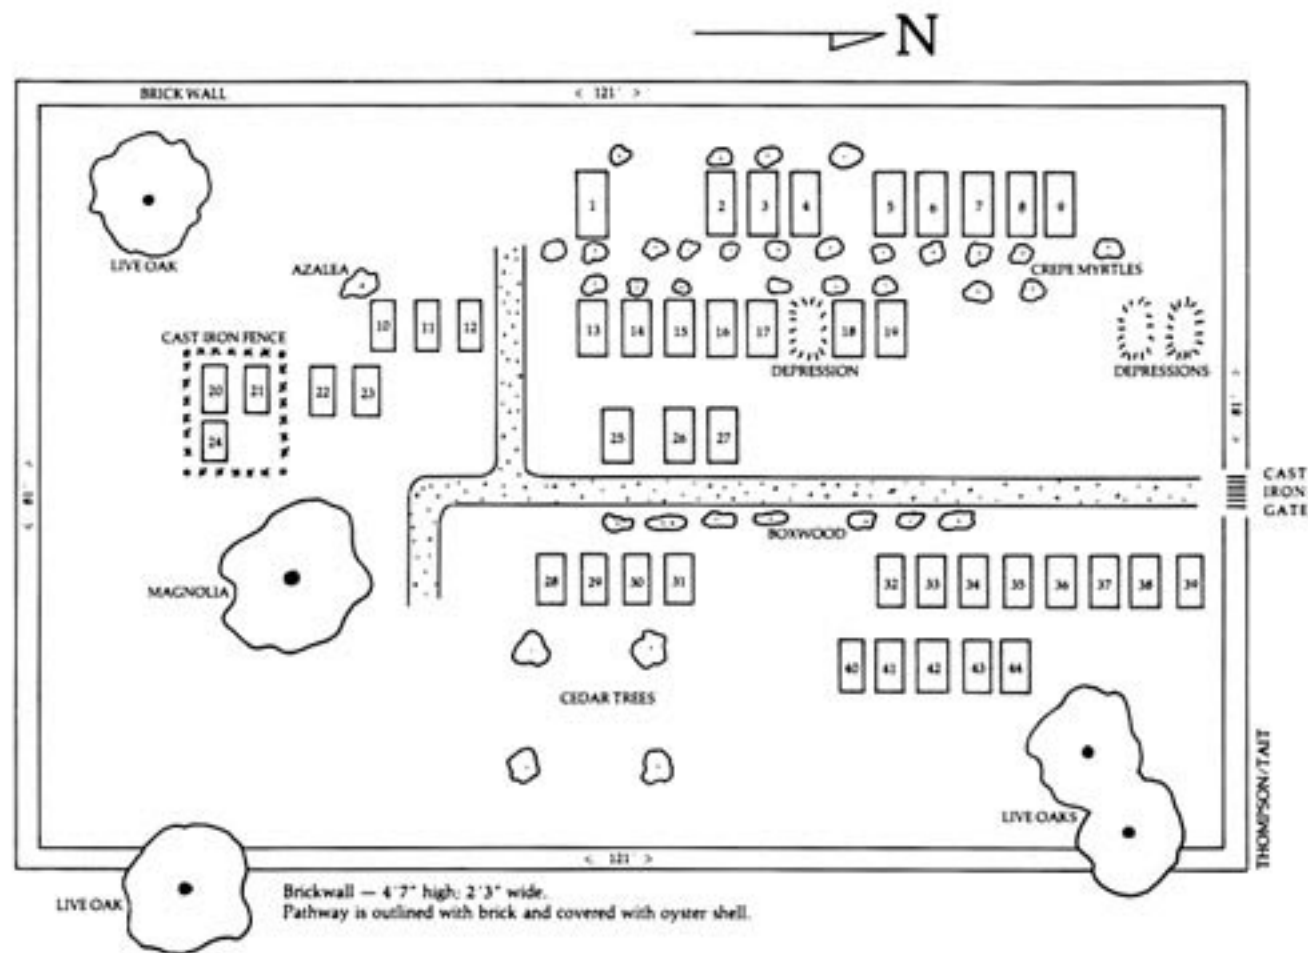 N
BRICK WALL
< 121' >
1
2
3
4
5
6
7
8
9
LIVE OAK
AZALEA
CREPE MYRTLES
10
11
12
13
14
15
16
17
18
19
CAST IRON FENCE
DEPRESSION
DEPRESSIONS
20
21
22
23
24
25
26
27
< 81' >
< 81' >
CAST
IRON
GATE
BOXWOOD
MAGNOLIA
28
29
30
31
32
33
34
35
36
37
38
39
40
41
42
43
44
CEDAR TREES
LIVE OAKS
THOMPSON/TAIT
< 121' >
LIVE OAK
Brickwall — 4'7" high; 2'3" wide.
Pathway is outlined with brick and covered with oyster shell.